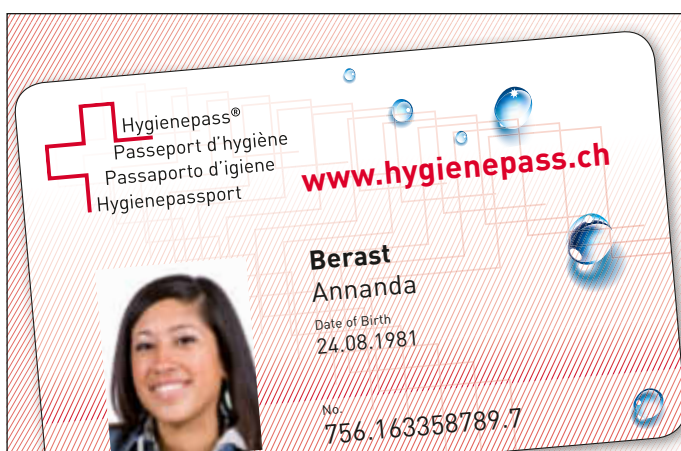 Hygienepass®
Passeport d'hygiène
Passaporto d'igiene
Hygienepassport
www.hygienepass.ch
Berast
Annanda
Date of Birth
24.08.1981
No.
756.163358789.7